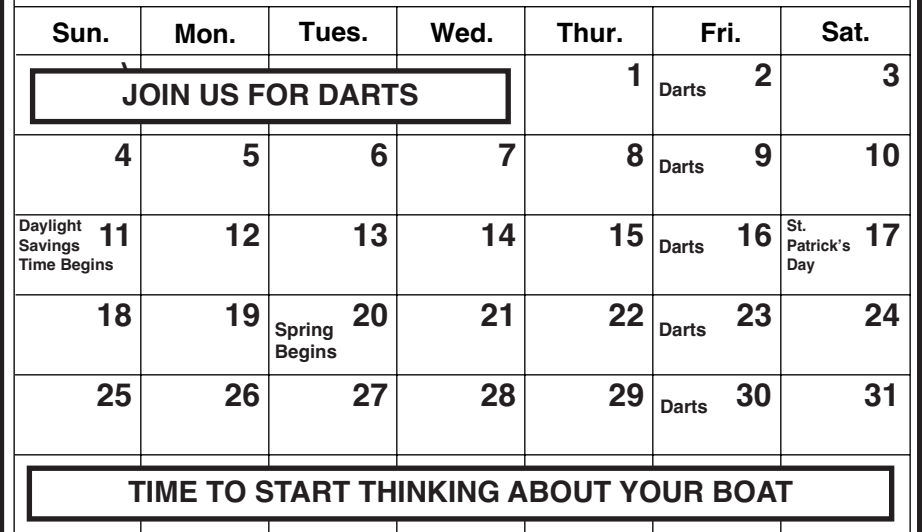 Sun. Mon. Tues. Wed. Thur. Fri. Sat.
JOIN US FOR DARTS
1 Darts 2 3
4 5 6 7 8 Darts 9 10
Daylight Savings Time Begins 11 12 13 14 15 Darts 16 St. Patrick's Day 17
18 19 Spring Begins 20 21 22 Darts 23 24
25 26 27 28 29 Darts 30 31
TIME TO START THINKING ABOUT YOUR BOAT